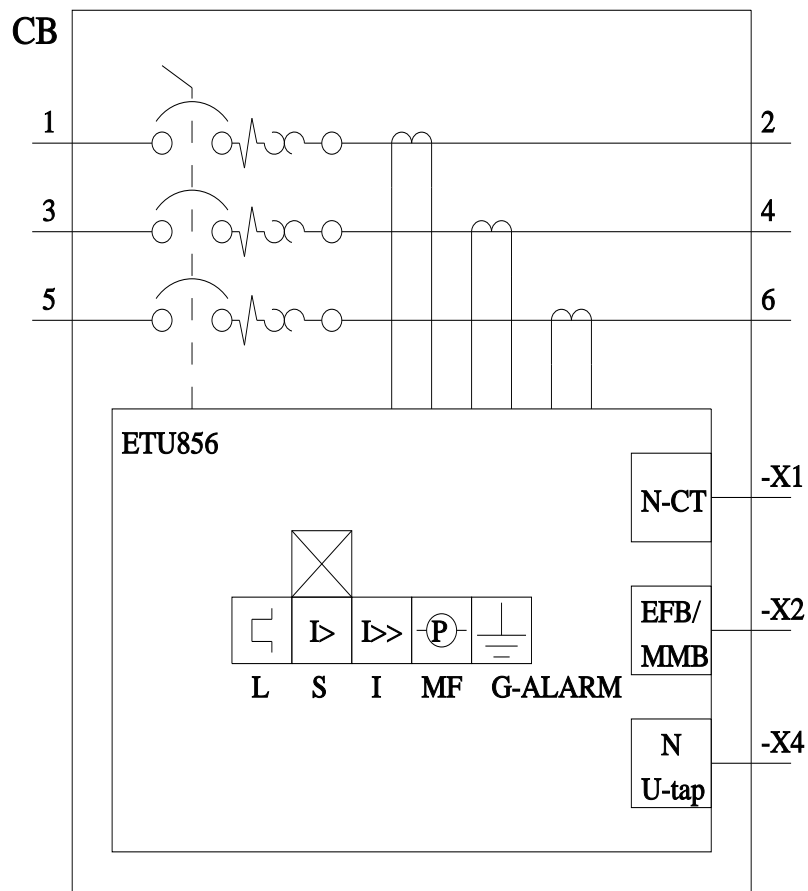 CB
1
2
3
4
5
6
ETU856
N-CT
-X1
EFB/
MMB
-X2
I>
I>>
P
L
S
I
MF
G-ALARM
N
U-tap
-X4